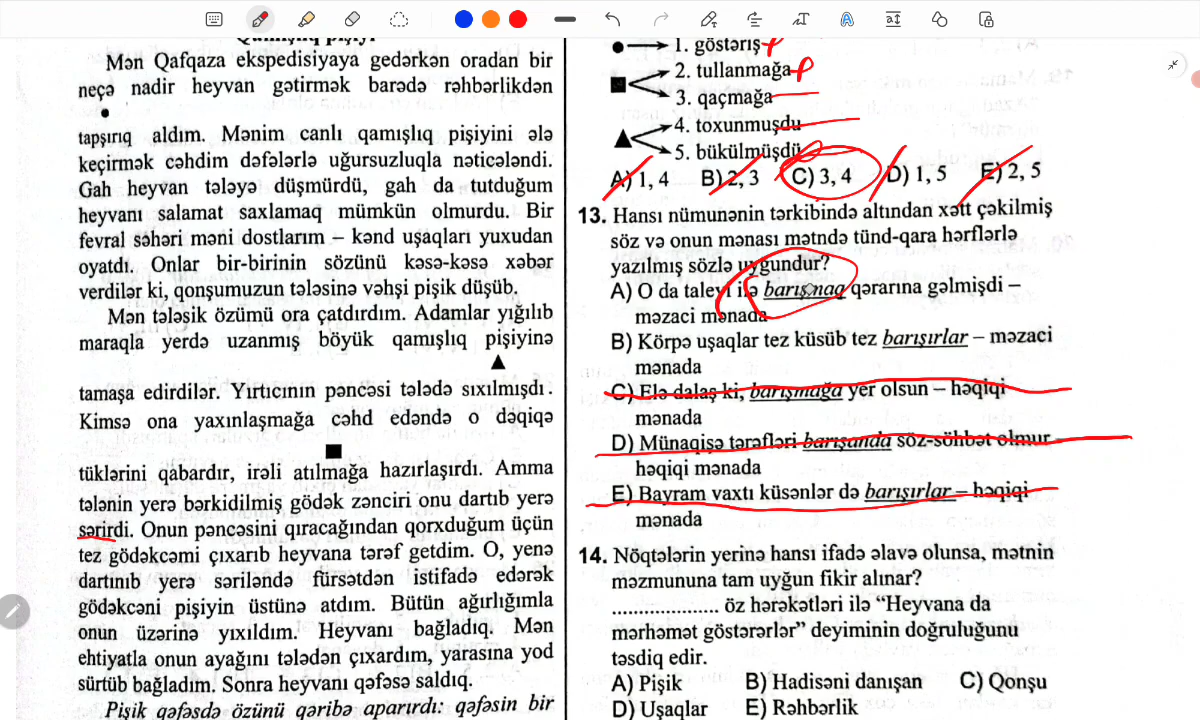 Qamışlıq pişiyi
Mən Qafqaza ekspedisiyaya gedərkən oradan bir
neçə nadir heyvan gətirmək barədə rəhbərlikdən
tapşırıq aldım. Mənim canlı qamışlıq pişiyini ələ
keçirmək cəhdim dəfələrlə uğursuzluqla nəticələndi.
Gah heyvan tələyə düşmürdü, gah da tutduğum
heyvanı salamat saxlamaq mümkün olmurdu. Bir
fevral səhəri məni dostlarım – kənd uşaqları yuxudan
oyatdı. Onlar bir-birinin sözünü kəsə-kəsə xəbər
verdilər ki, qonşumuzun tələsinə vəhşi pişik düşüb.
Mən tələsik özümü ora çatdırdım. Adamlar yığılıb
maraqla yerdə uzanmış böyük qamışlıq pişiyinə
tamaşa edirdilər. Yırtıcının pəncəsi tələdə sıxılmışdı.
Kimsə ona yaxınlaşmağa cəhd edəndə o dəqiqə
tüklərini qabardır, irəli atılmağa hazırlaşırdı. Amma
tələnin yerə bərkidilmiş gödək zənciri onu dartıb yerə
sərirdi. Onun pəncəsini qıracağından qorxduğum üçün
tez gödəkcəmi çıxarıb heyvana tərəf getdim. O, yenə
dartınıb yerə səriləndə fürsətdən istifadə edərək
gödəkcəni pişiyin üstünə atdım. Bütün ağırlığımla
onun üzərinə yıxıldım. Heyvanı bağladıq. Mən
ehtiyatla onun ayağını tələdən çıxardım, yarasına yod
sürtüb bağladım. Sonra heyvanı qəfəsə saldıq.
Pişik qəfəsdə özünü qəribə aparırdı: qəfəsin bir
1. göstəriş
2. tullanmağa
3. qaçmağa
4. toxunmuşdu
5. bükülmüşdü
A) 1, 4 B) 2, 3 C) 3, 4 D) 1, 5 E) 2, 5
13. Hansı nümunənin tərkibində altından xətt çəkilmiş
söz və onun mənası mətndə tünd-qara hərflərlə
yazılmış sözlə uyğundur?
A) O da taleyi ilə barışmaq qərarına gəlmişdi –
məzaci mənada
B) Körpə uşaqlar tez küsüb tez barışırlar – məzaci
mənada
C) Elə dalaş ki, barışmağa yer olsun – həqiqi
mənada
D) Münaqişə tərəfləri barışanda söz-söhbət olmur –
həqiqi mənada
E) Bayram vaxtı küsənlər də barışırlar – həqiqi
mənada
14. Nöqtələrin yerinə hansı ifadə əlavə olunsa, mətnin
məzmununa tam uyğun fikir alınar?
.................... öz hərəkətləri ilə “Heyvana da
mərhəmət göstərərlər” deyiminin doğruluğunu
təsdiq edir.
A) Pişik B) Hadisəni danışan C) Qonşu
D) Uşaqlar E) Rəhbərlik